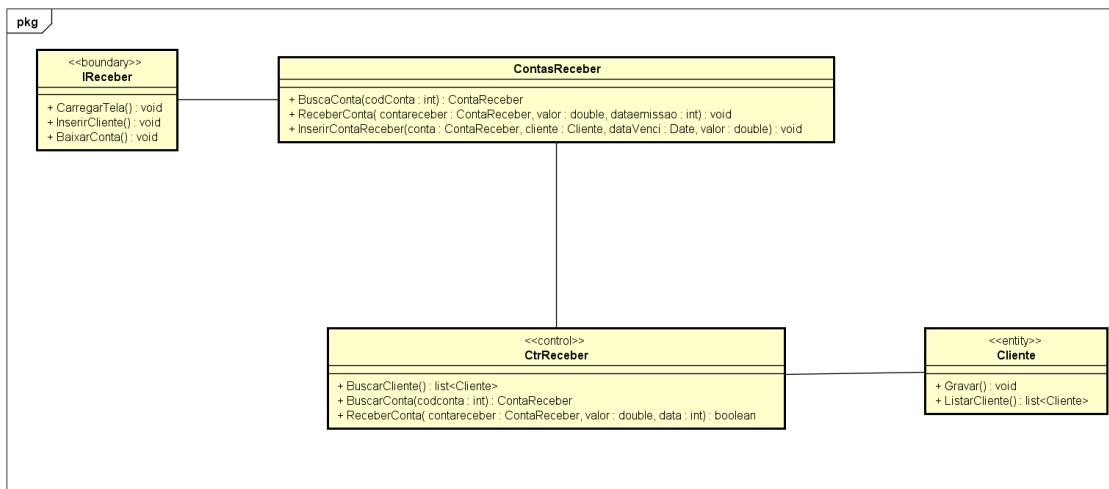 pkg
<<boundary>>
IReceber
+ CarregarTela() : void
+ InserirCliente() : void
+ BaixarConta() : void
ContasReceber
+ BuscaConta(codConta : int) : ContaReceber
+ ReceberConta( contareceber : ContaReceber, valor : double, dataemissao : int) : void
+ InserirContaReceber(conta : ContaReceber, cliente : Cliente, dataVenci : Date, valor : double) : void
<<control>>
CtrReceber
+ BuscarCliente() : list<Cliente>
+ BuscarConta(codconta : int) : ContaReceber
+ ReceberConta( contareceber : ContaReceber, valor : double, data : int) : boolean
<<entity>>
Cliente
+ Gravar() : void
+ ListarCliente() : list<Cliente>